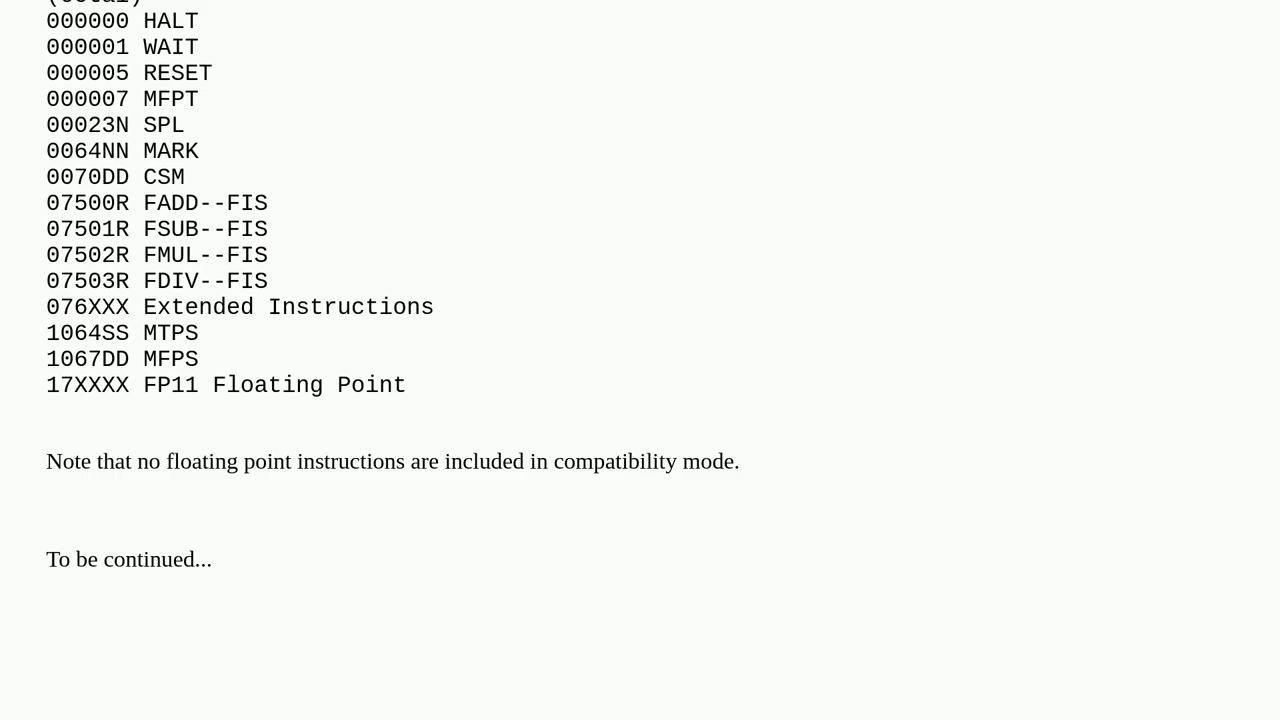 000000 HALT
000001 WAIT
000005 RESET
000007 MFPT
00023N SPL
0064NN MARK
0070DD CSM
07500R FADD--FIS
07501R FSUB--FIS
07502R FMUL--FIS
07503R FDIV--FIS
076XXX Extended Instructions
1064SS MTPS
1067DD MFPS
17XXXX FP11 Floating Point
Note that no floating point instructions are included in compatibility mode.
To be continued...